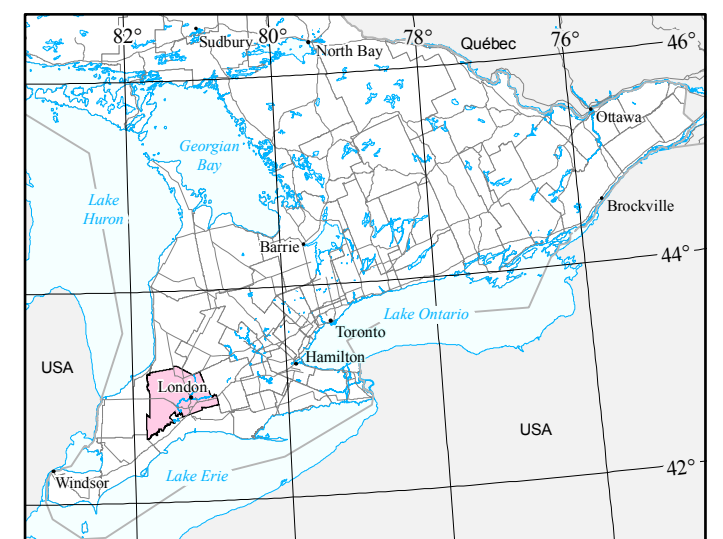 82°
80°
78°
76°
46°
Sudbury
North Bay
Québec
Ottawa
Georgian
Bay
Lake
Huron
Brockville
Barrie
44°
Lake Ontario
Toronto
Hamilton
USA
London
USA
42°
Lake Erie
Windsor